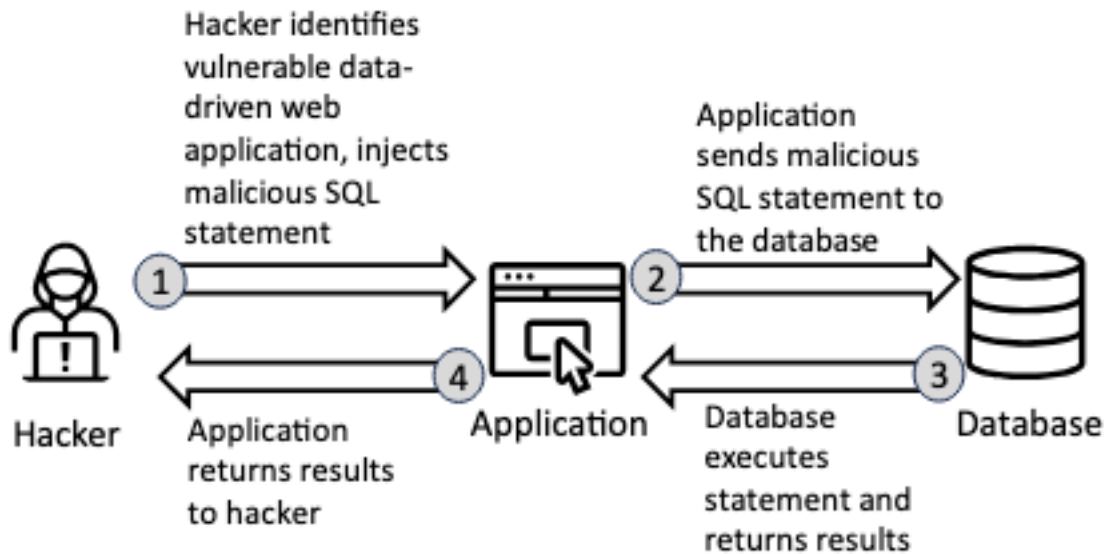 Hacker identifies
vulnerable data-
driven web
application, injects
malicious SQL
statement
Application
sends malicious
SQL statement to
the database
1
2
!
4
3
Hacker
Application
Database
Application
returns results
to hacker
Database
executes
statement and
returns results